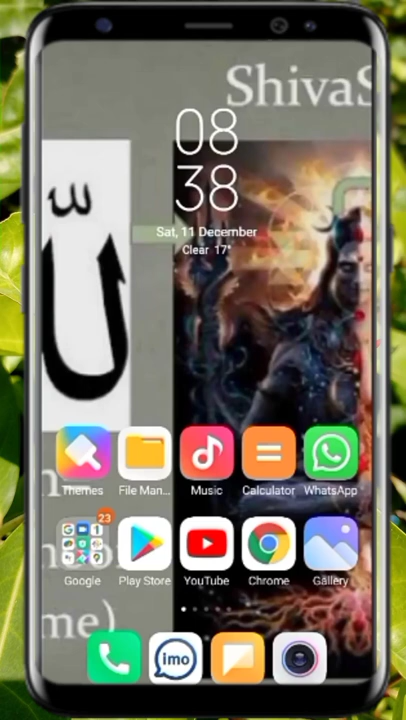 ShivaS
08
38
Sat, 11 December
Clear 17°
Themes
File Man...
Music
Calculator
WhatsApp
23
Google
Play Store
YouTube
Chrome
Gallery
me)
imo